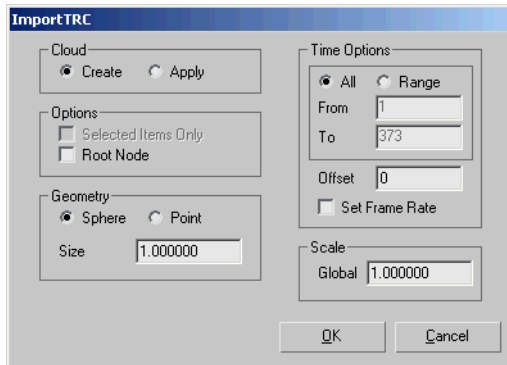 ImportTRC
Cloud
Create Apply
Options
Selected Items Only
Root Node
Geometry
Sphere Point
Size 1.000000
Time Options
All Range
From 1
To 373
Offset 0
Set Frame Rate
Scale
Global 1.000000
OK Cancel